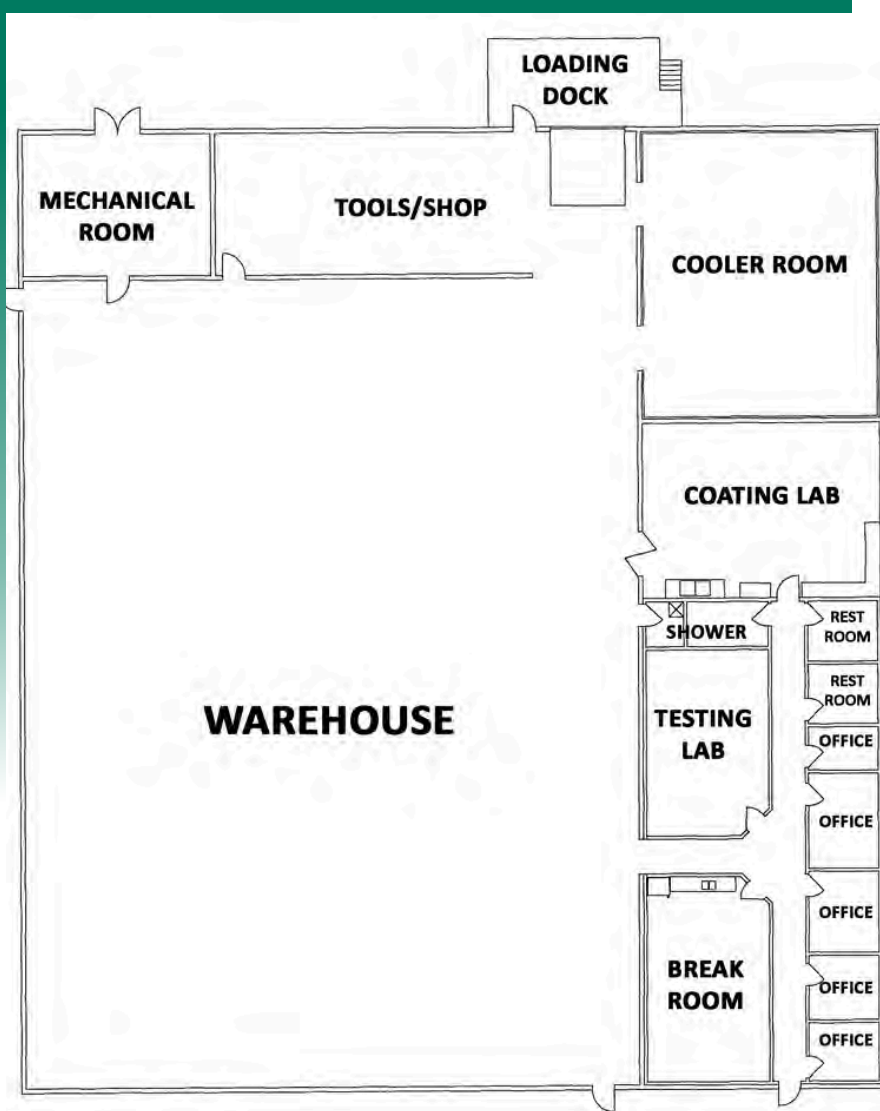 LOADING
DOCK
MECHANICAL
ROOM
TOOLS/SHOP
COOLER ROOM
COATING LAB
REST
ROOM
SHOWER
REST
ROOM
WAREHOUSE
TESTING
LAB
OFFICE
OFFICE
OFFICE
BREAK
ROOM
OFFICE
OFFICE